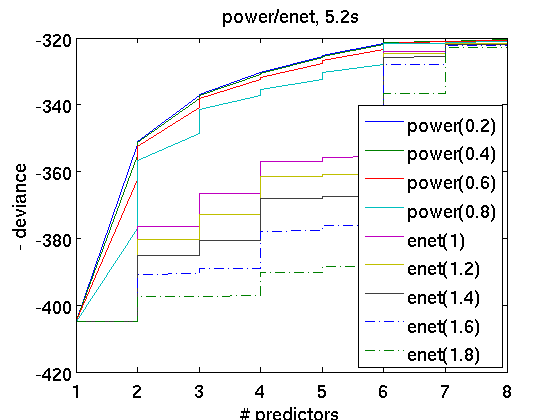 power/enet, 5.2s
- deviance
-320
-340
-360
-380
-400
-420
power(0.2)
power(0.4)
power(0.6)
power(0.8)
enet(1)
enet(1.2)
enet(1.4)
enet(1.6)
enet(1.8)
1 2 3 4 5 6 7 8
# predictors